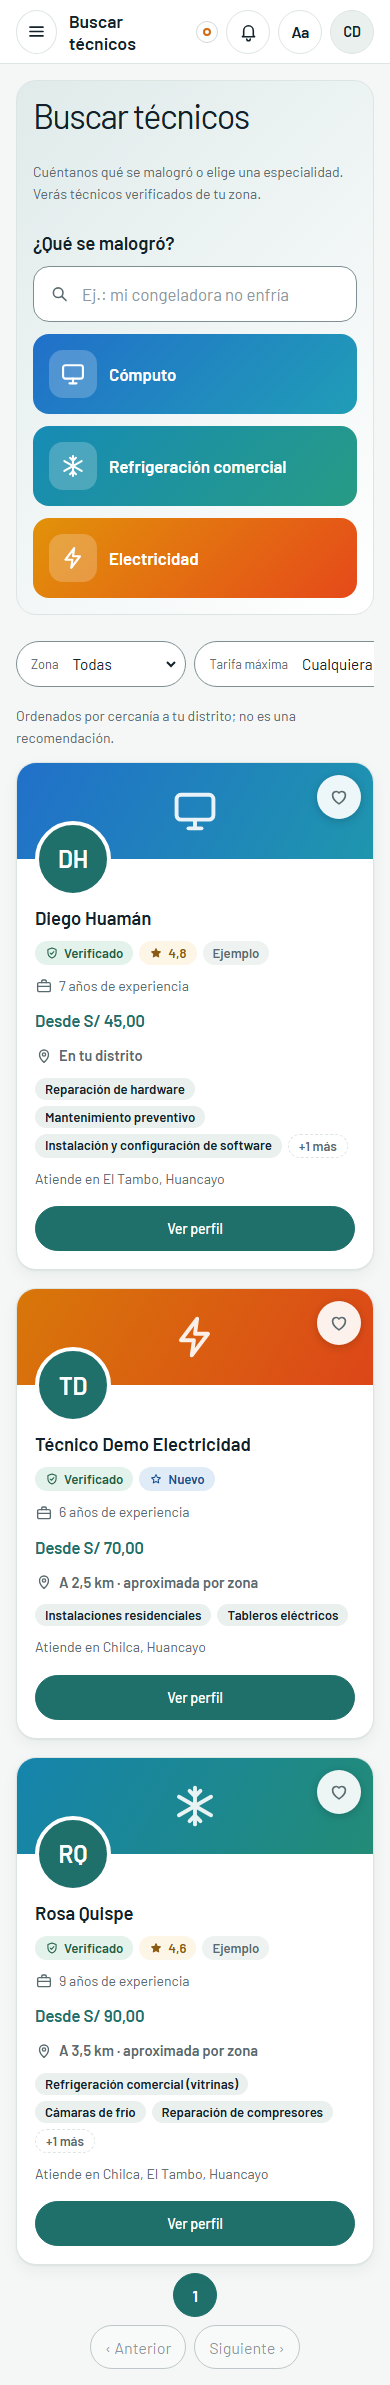 Buscar
técnicos
Aa
CD
Buscar técnicos
Cuéntanos qué se malogró o elige una especialidad.
Verás técnicos verificados de tu zona.
¿Qué se malogró?
Ej.: mi congeladora no enfría
Cómputo
Refrigeración comercial
Electricidad
Zona Todas
Tarifa máxima Cualquiera
Ordenados por cercanía a tu distrito; no es una
recomendación.
DH
Diego Huamán
Verificado 4,8 Ejemplo
7 años de experiencia
Desde S/ 45,00
En tu distrito
Reparación de hardware
Mantenimiento preventivo
Instalación y configuración de software +1 más
Atiende en El Tambo, Huancayo
Ver perfil
TD
Técnico Demo Electricidad
Verificado Nuevo
6 años de experiencia
Desde S/ 70,00
A 2,5 km · aproximada por zona
Instalaciones residenciales Tableros eléctricos
Atiende en Chilca, Huancayo
Ver perfil
RQ
Rosa Quispe
Verificado 4,6 Ejemplo
9 años de experiencia
Desde S/ 90,00
A 3,5 km · aproximada por zona
Refrigeración comercial (vitrinas)
Cámaras de frío Reparación de compresores
+1 más
Atiende en Chilca, El Tambo, Huancayo
Ver perfil
1
‹ Anterior Siguiente ›